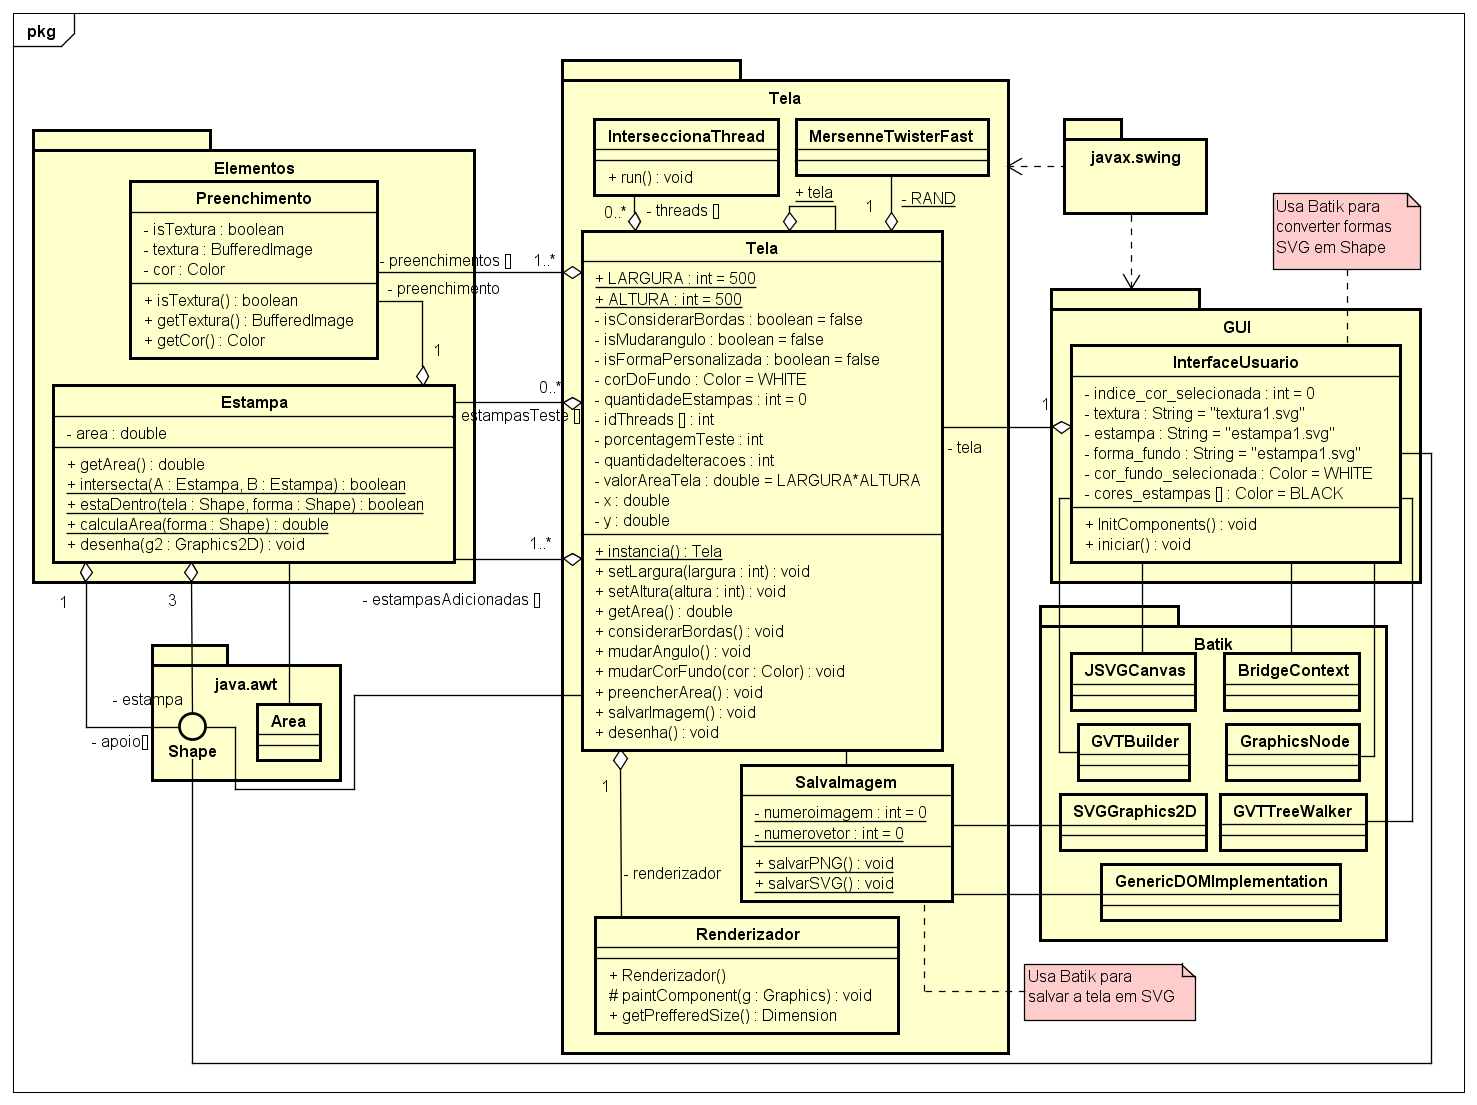 pkg
Elementos
Preenchimento
- isTextura : boolean
- textura : BufferedImage
- cor : Color
+ isTextura() : boolean
+ getTextura() : BufferedImage
+ getCor() : Color
- preenchimentos []
1..*
- preenchimento
1
Estampa
- area : double
+ getArea() : double
+ intersecta(A : Estampa, B : Estampa) : boolean
+ estaDentro(tela : Shape, forma : Shape) : boolean
+ calculaArea(forma : Shape) : double
+ desenha(g2 : Graphics2D) : void
0..*
estampasTeste []
1..*
- estampasAdicionadas []
1
3
java.awt
- estampa
- apoio[]
Shape
Area
Tela
InterseccionaThread
+ run() : void
MersenneTwisterFast
0..*
- threads []
+ tela
1
- RAND
Tela
+ LARGURA : int = 500
+ ALTURA : int = 500
- isConsiderarBordas : boolean = false
- isMudarangulo : boolean = false
- isFormaPersonalizada : boolean = false
- corDoFundo : Color = WHITE
- quantidadeEstampas : int = 0
- idThreads [] : int
- porcentagemTeste : int
- quantidadeIteracoes : int
- valorAreaTela : double = LARGURA*ALTURA
- x : double
- y : double
+ instancia() : Tela
+ setLargura(largura : int) : void
+ setAltura(altura : int) : void
+ getArea() : double
+ considerarBordas() : void
+ mudarAngulo() : void
+ mudarCorFundo(cor : Color) : void
+ preencherArea() : void
+ salvarImagem() : void
+ desenha() : void
1
- renderizador
SalvaImagem
- numeroimagem : int = 0
- numerovetor : int = 0
+ salvarPNG() : void
+ salvarSVG() : void
Renderizador
+ Renderizador()
# paintComponent(g : Graphics) : void
+ getPrefferedSize() : Dimension
javax.swing
Usa Batik para
converter formas
SVG em Shape
GUI
InterfaceUsuario
- indice_cor_selecionada : int = 0
- textura : String = "textura1.svg"
- estampa : String = "estampa1.svg"
- forma_fundo : String = "estampa1.svg"
- cor_fundo_selecionada : Color = WHITE
- cores_estampas [] : Color = BLACK
+ InitComponents() : void
+ iniciar() : void
1
- tela
Batik
JSVGCanvas
BridgeContext
GVTBuilder
GraphicsNode
SVGGraphics2D
GVTTreeWalker
GenericDOMImplementation
Usa Batik para
salvar a tela em SVG